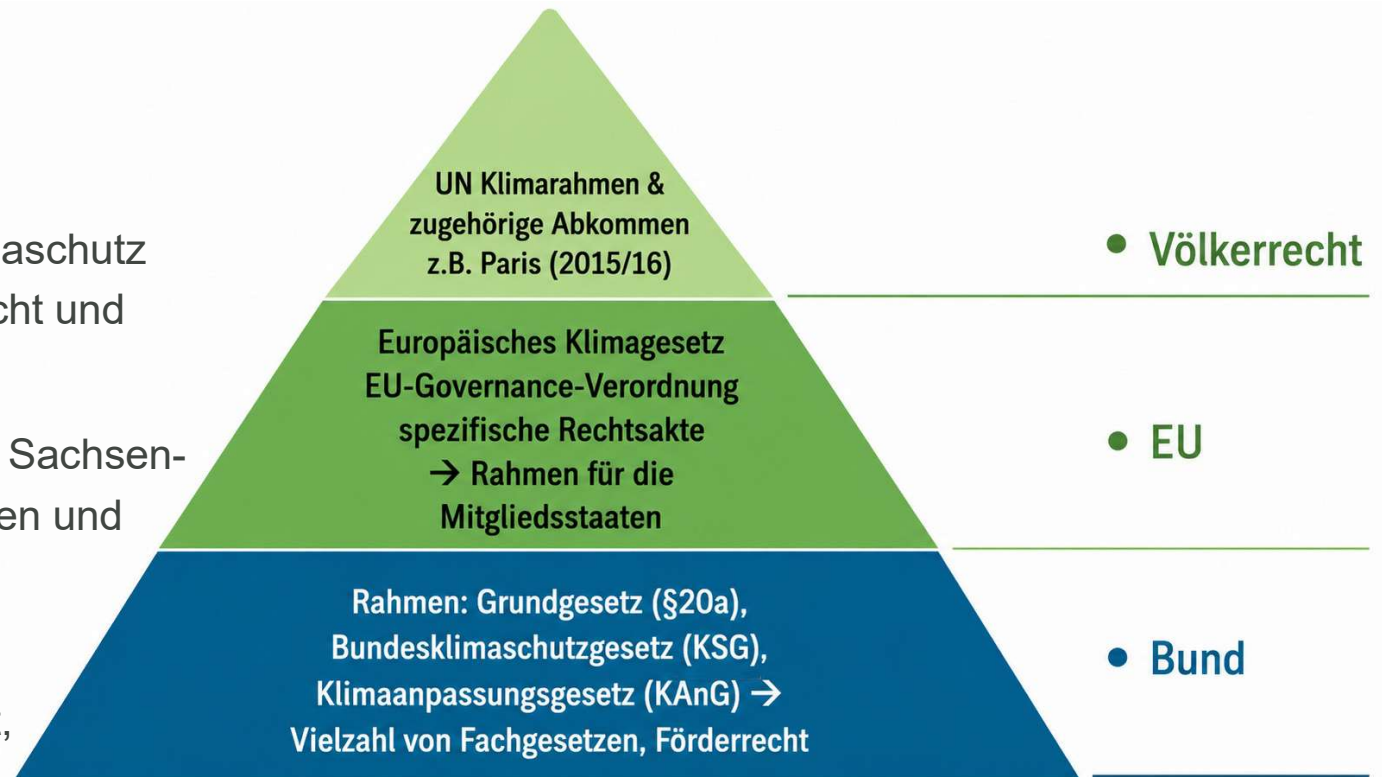 aschutz
cht und
Sachsen-
en und
UN Klimarahmen &
zugehörige Abkommen
z.B. Paris (2015/16)
• Völkerrecht
Europäisches Klimagesetz
EU-Governance-Verordnung
spezifische Rechtsakte
→ Rahmen für die
Mitgliedsstaaten
• EU
Rahmen: Grundgesetz (§20a),
Bundesklimaschutzgesetz (KSG),
Klimaanpassungsgesetz (KAnG) →
Vielzahl von Fachgesetzen, Förderrecht
• Bund